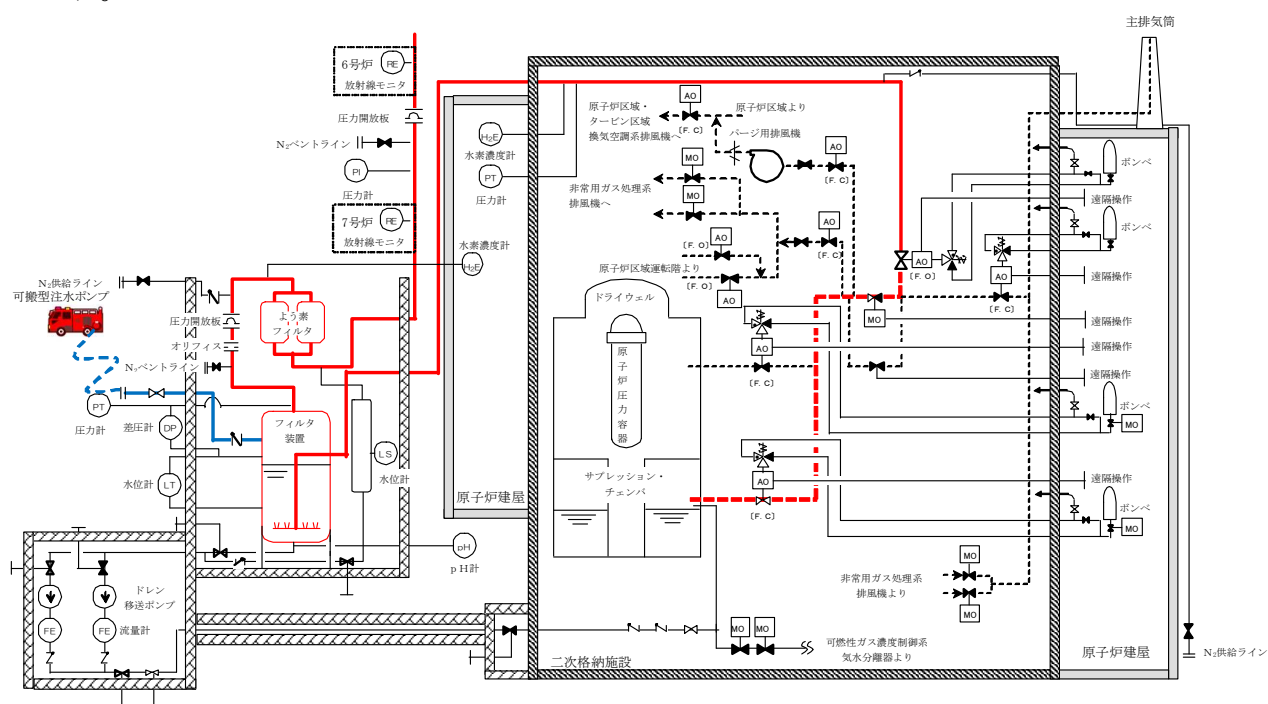 主排気筒
6号炉
RE
放射線モニタ
圧力開放板
N₂ベントライン
PI
圧力計
7号炉
RE
放射線モニタ
H₂E
水素濃度計
PT
圧力計
水素濃度計
H₂E
AO
原子炉区域・
タービン区域
換気空調系排風機へ
(F. C)
原子炉区域より
パージ用排風機
AO
(F. C)
MO
非常用ガス処理系
排風機へ
MO
AO
(F. C)
(F. O)
AO
原子炉区域運転階より
(F. O)
AO
AO
(F. O)
AO
(F. C)
MO
ボンベ
遠隔操作
ボンベ
遠隔操作
遠隔操作
遠隔操作
遠隔操作
ボンベ
MO
遠隔操作
ボンベ
MO
N₂供給ライン
可搬型注水ポンプ
圧力開放板
オリフィス
N₂ベントライン
よう素
フィルタ
PT
圧力計
差圧計
DP
フィルタ
装置
水位計
LT
LS
水位計
原子炉建屋
pH
pH計
ドライウェル
原子炉圧力容器
サプレッション・
チェンバ
AO
(F. C)
AO
(F. C)
ドレン
移送ポンプ
FE
FE
流量計
MO
非常用ガス処理系
排風機より
MO
MO
MO
可燃性ガス濃度制御系
気水分離器より
二次格納施設
原子炉建屋
N₂供給ライン